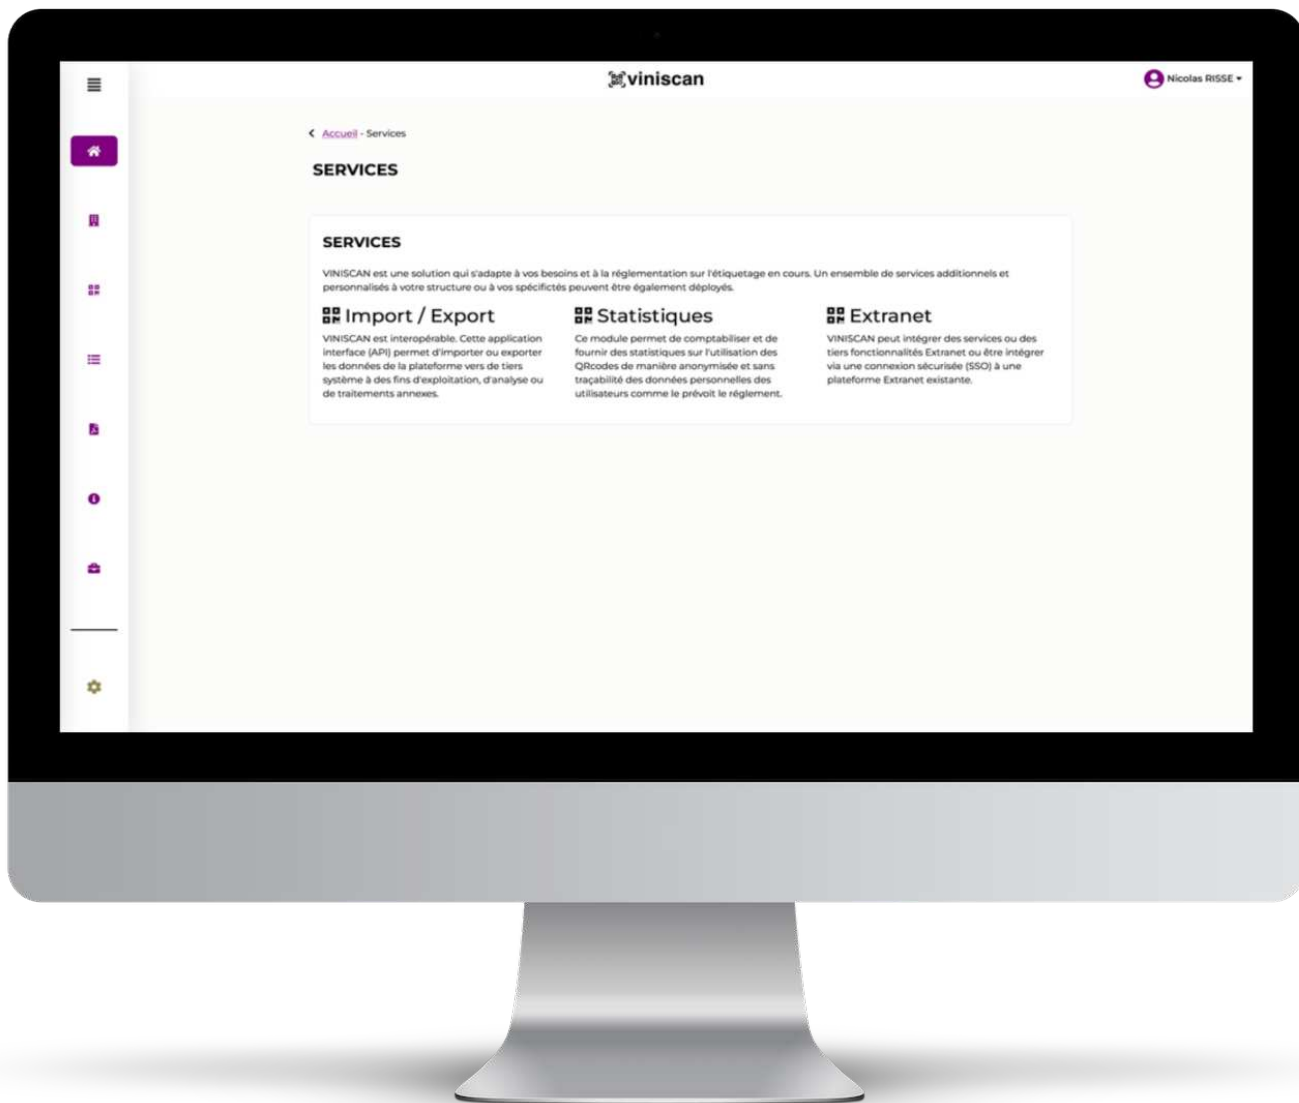 viniscan
Nicolas RISSE
Accueil - Services
SERVICES
SERVICES
VINISCAN est une solution qui s'adapte à vos besoins et à la réglementation sur l'étiquetage en cours. Un ensemble de services additionnels et
personnalisés à votre structure ou à vos spécifictés peuvent être également déployés.
Import / Export
VINISCAN est interopérable. Cette application
interface (API) permet d'importer ou exporter
les données de la plateforme vers de tiers
système à des fins d'exploitation, d'analyse ou
de traitements annexes.
Statistiques
Ce module permet de comptabiliser et de
fournir des statistiques sur l'utilisation des
QRcodes de manière anonymisée et sans
traçabilité des données personnelles des
utilisateurs comme le prévoit le réglement.
Extranet
VINISCAN peut intégrer des services ou des
tiers fonctionnalités Extranet ou être intégrer
via une connexion sécurisée (SSO) à une
plateforme Extranet existante.